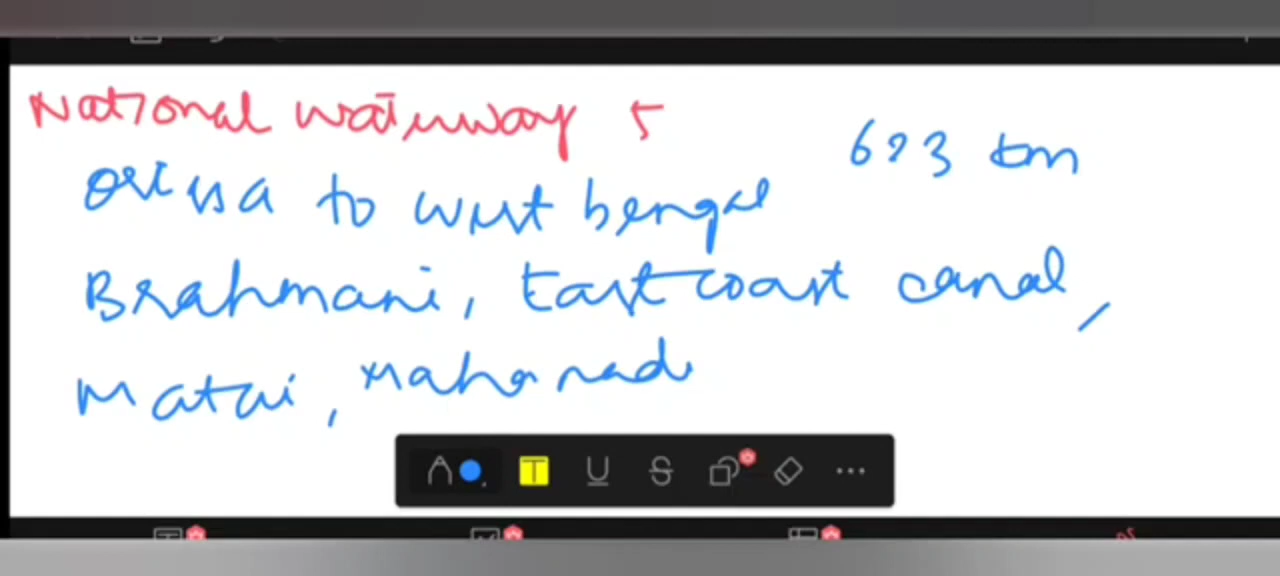 National waterway 5
623 km
Orissa to west bengal
Brahmani, East coast canal,
Matai, Mahanadi